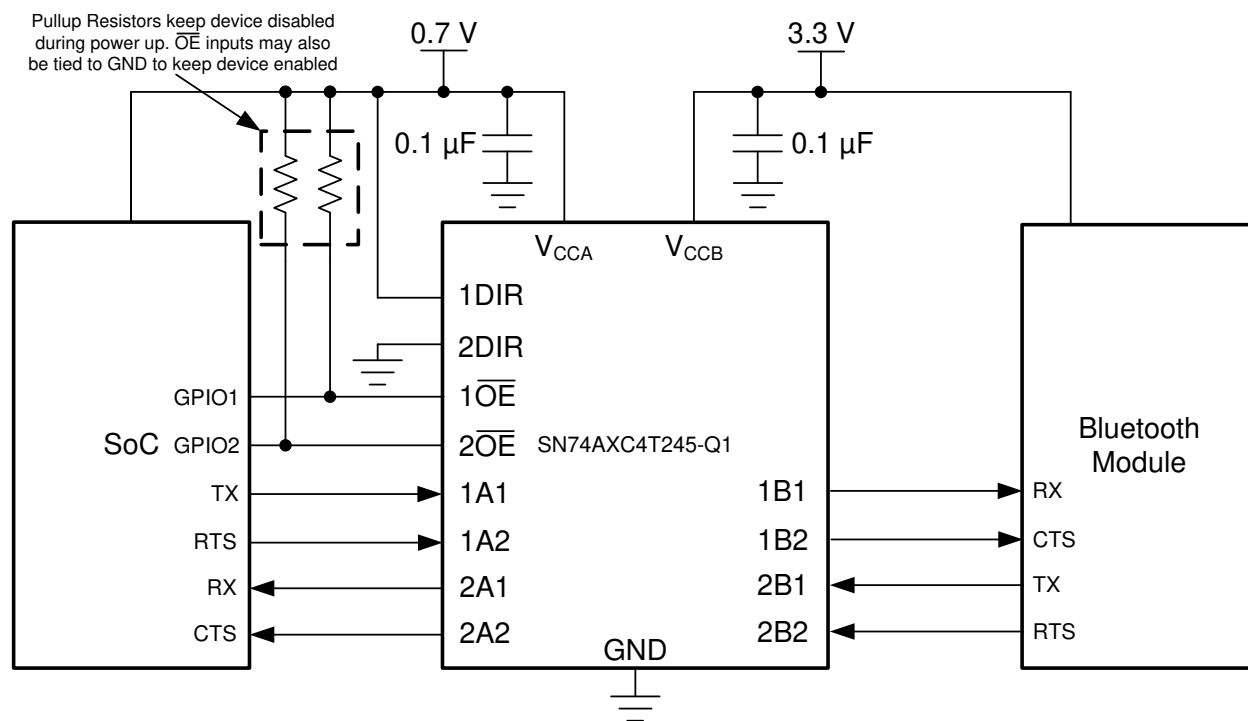 Pullup Resistors keep device disabled
during power up. OE inputs may also
be tied to GND to keep device enabled
0.7 V
3.3 V
0.1 µF
0.1 µF
VCCA
VCCB
1DIR
2DIR
GPIO1
1OE
SoC
GPIO2
2OE
SN74AXC4T245-Q1
Bluetooth
Module
TX
1A1
1B1
RX
RTS
1A2
1B2
CTS
RX
2A1
2B1
TX
CTS
2A2
2B2
RTS
GND